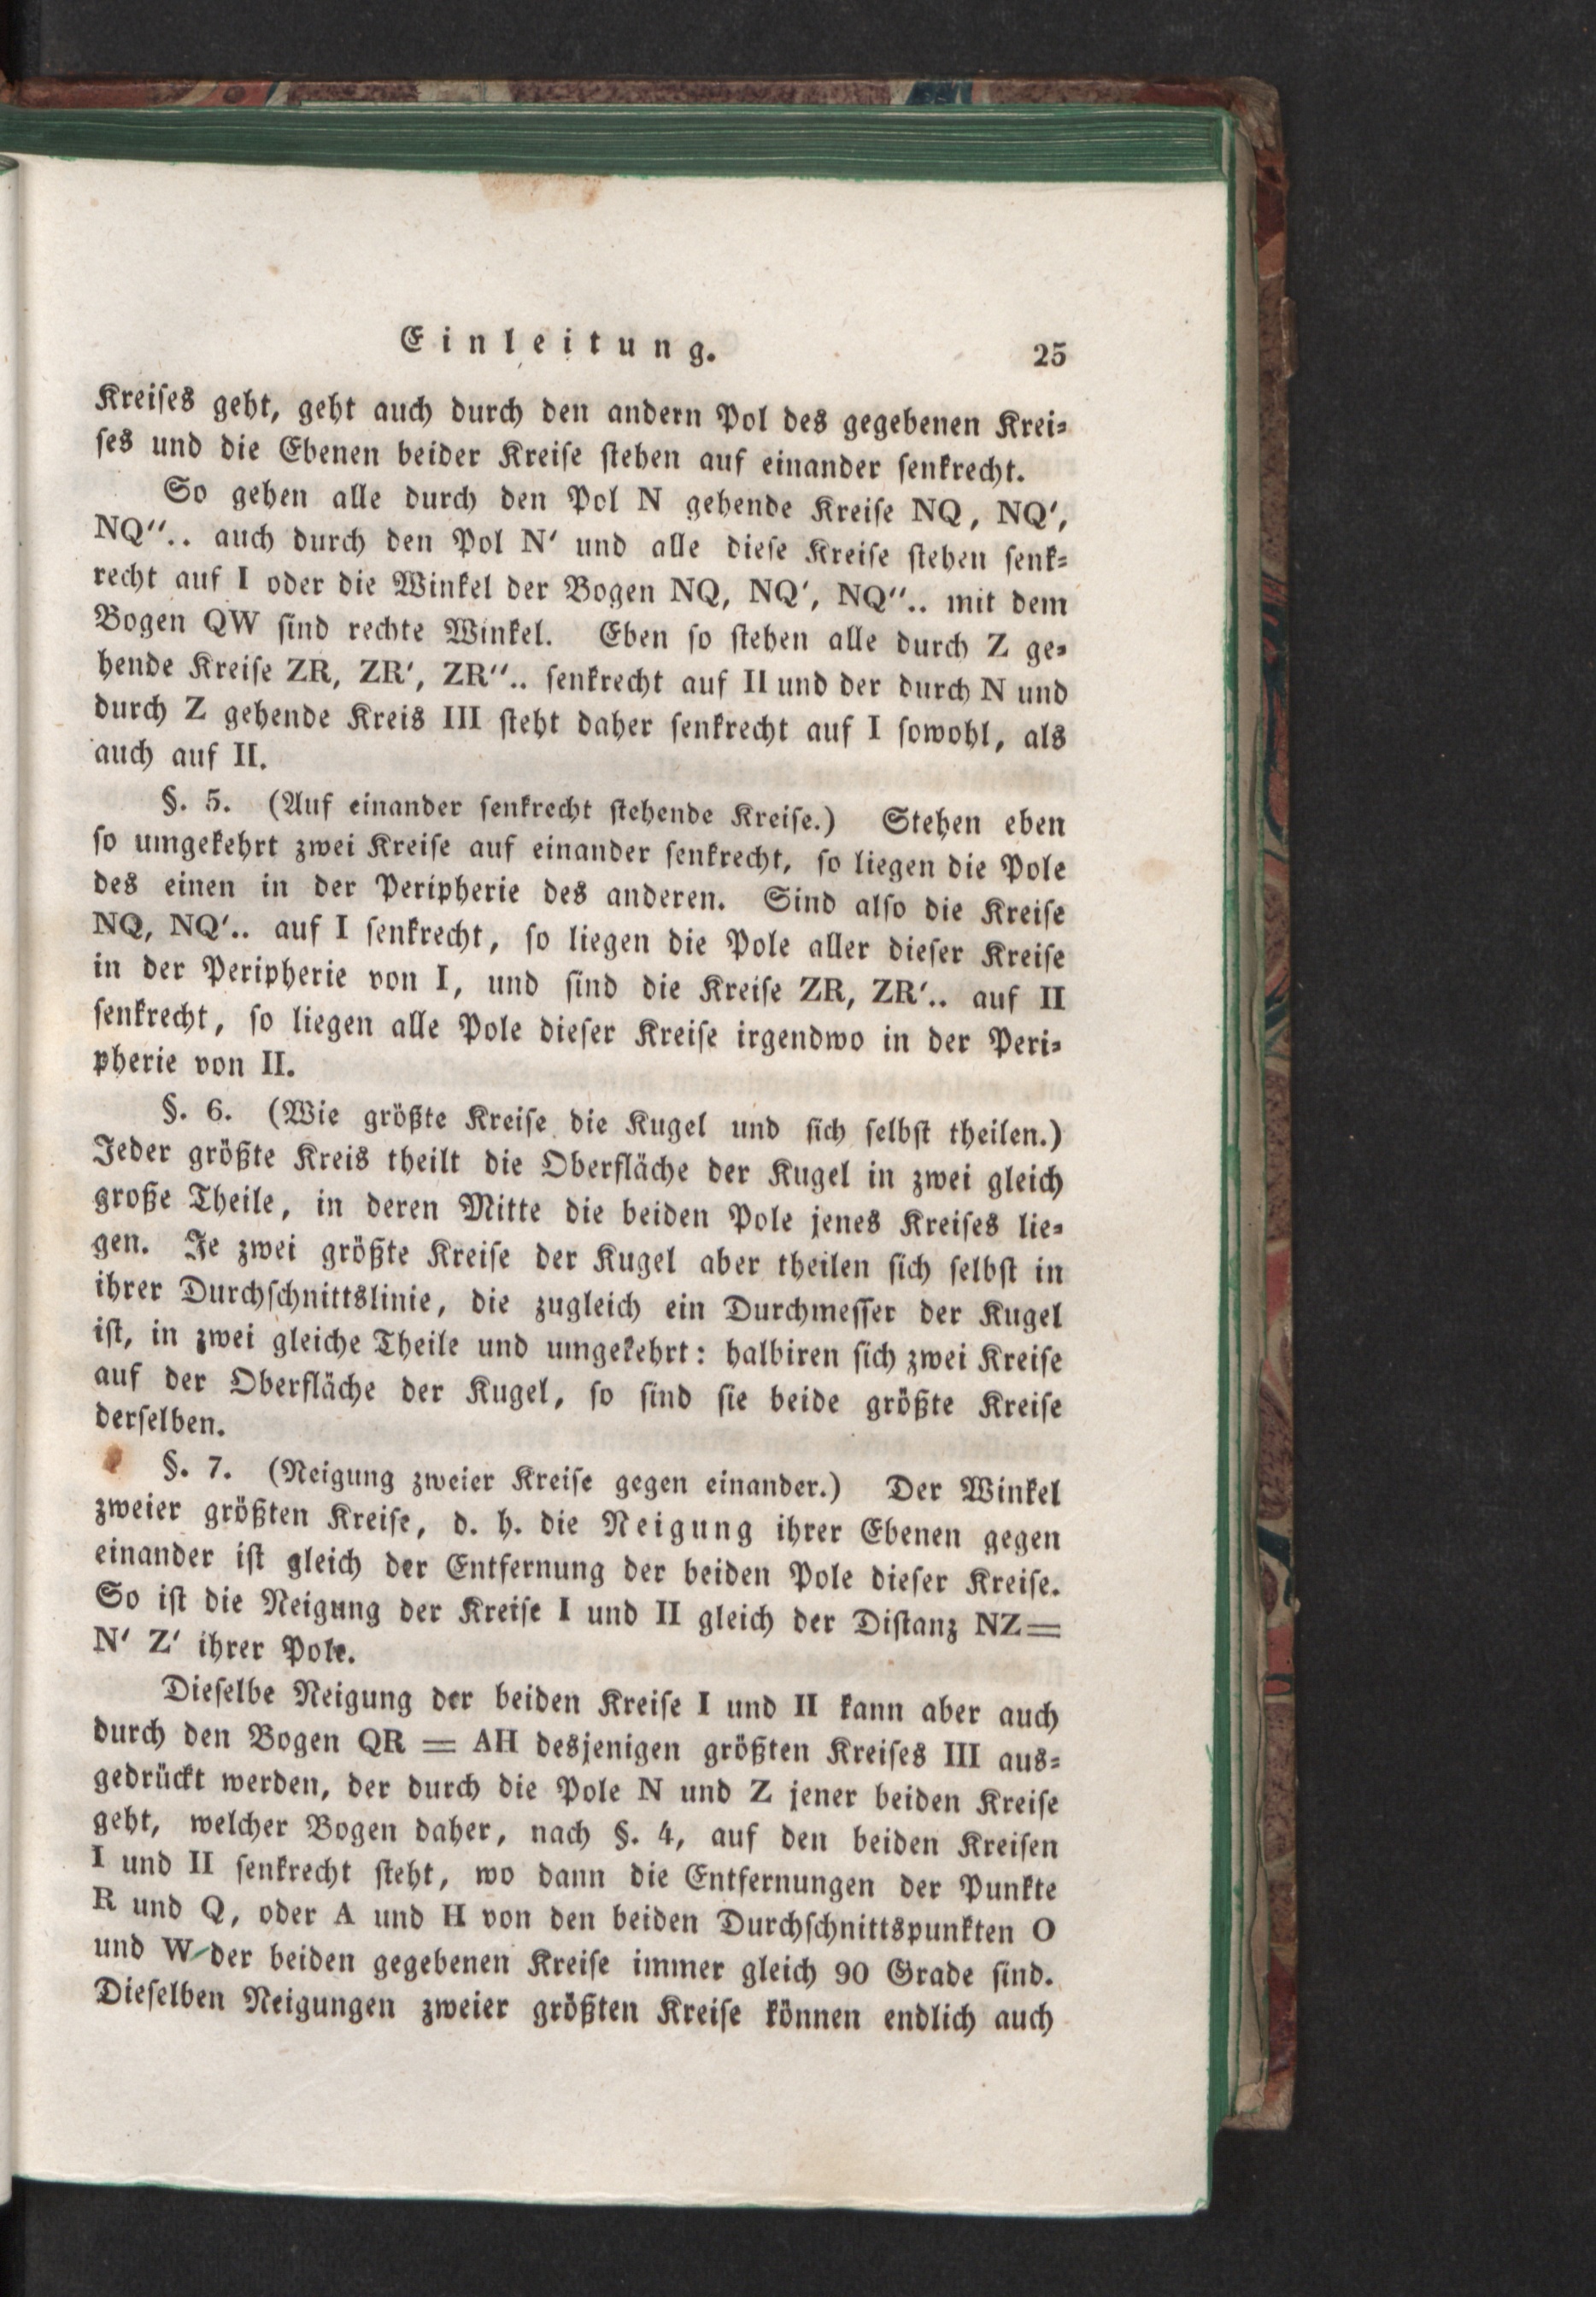 Einleitung.
25
Kreiſes geht, geht auch durch den andern Pol des gegebenen Krei⸗
ſes und die Ebenen beider Kreiſe ſtehen auf einander ſenkrecht.
So gehen alle durch den Pol N gehende Kreiſe NQ, NQ′,
NQ″.. auch durch den Pol N′ und alle dieſe Kreiſe ſtehen ſenk⸗
recht auf I oder die Winkel der Bogen NQ, NQ′, NQ″.. mit dem
Bogen QW ſind rechte Winkel. Eben ſo ſtehen alle durch Z ge⸗
hende Kreiſe ZR, ZR′, ZR″.. ſenkrecht auf II und der durch N und
durch Z gehende Kreis III ſteht daher ſenkrecht auf I ſowohl, als
auch auf II.
§. 5. (Auf einander ſenkrecht ſtehende Kreiſe.) Stehen eben
ſo umgekehrt zwei Kreiſe auf einander ſenkrecht, ſo liegen die Pole
des einen in der Peripherie des anderen. Sind alſo die Kreiſe
NQ, NQ′.. auf I ſenkrecht, ſo liegen die Pole aller dieſer Kreiſe
in der Peripherie von I, und ſind die Kreiſe ZR, ZR′.. auf II
ſenkrecht, ſo liegen alle Pole dieſer Kreiſe irgendwo in der Peri⸗
pherie von II.
§. 6. (Wie größte Kreiſe die Kugel und ſich ſelbſt theilen.)
Jeder größte Kreis theilt die Oberfläche der Kugel in zwei gleich
große Theile, in deren Mitte die beiden Pole jenes Kreiſes lie⸗
gen. Je zwei größte Kreiſe der Kugel aber theilen ſich ſelbſt in
ihrer Durchſchnittslinie, die zugleich ein Durchmeſſer der Kugel
iſt, in zwei gleiche Theile und umgekehrt: halbiren ſich zwei Kreiſe
auf der Oberfläche der Kugel, ſo ſind ſie beide größte Kreiſe
derſelben.
§. 7. (Neigung zweier Kreiſe gegen einander.) Der Winkel
zweier größten Kreiſe, d. h. die Neigung ihrer Ebenen gegen
einander iſt gleich der Entfernung der beiden Pole dieſer Kreiſe.
So iſt die Neigung der Kreiſe I und II gleich der Diſtanz NZ=
N′ Z′ ihrer Pole.
Dieſelbe Neigung der beiden Kreiſe I und II kann aber auch
durch den Bogen QR = AH desjenigen größten Kreiſes III aus⸗
gedrückt werden, der durch die Pole N und Z jener beiden Kreiſe
geht, welcher Bogen daher, nach §. 4, auf den beiden Kreiſen
I und II ſenkrecht ſteht, wo dann die Entfernungen der Punkte
R und Q, oder A und H von den beiden Durchſchnittspunkten O
und W der beiden gegebenen Kreiſe immer gleich 90 Grade ſind.
Dieſelben Neigungen zweier größten Kreiſe können endlich auch